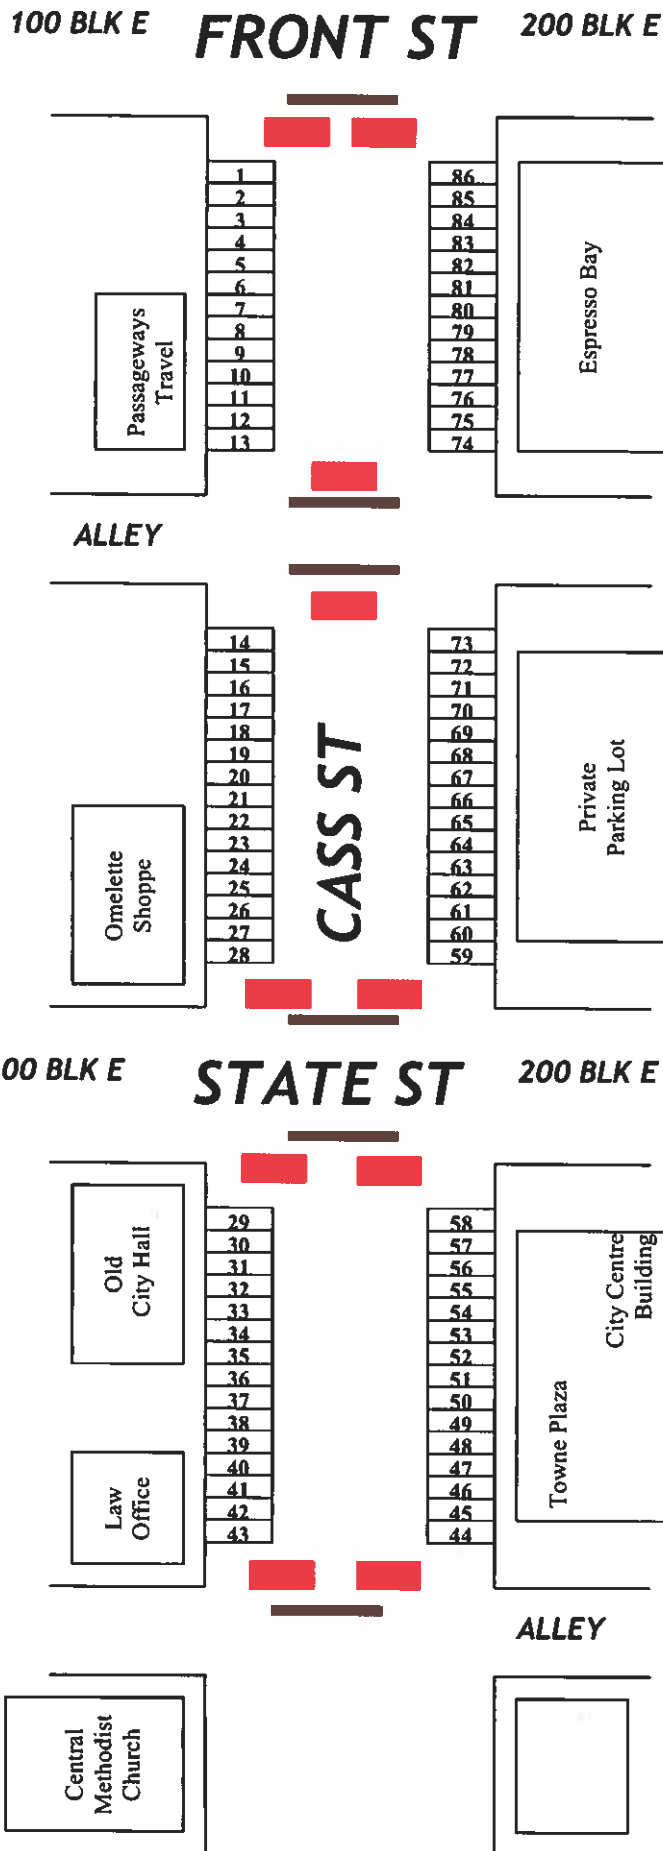 100 BLK E FRONT ST 200 BLK E
1 86
2 85
3 84
4 83
5 82
6 81
7 80
8 79
9 78
10 77
11 76
12 75
13 74
Passageways
Travel
Espresso Bay
ALLEY
14 73
15 72
16 71
17 70
18 69
19 68
20 67
21 66
22 65
23 64
24 63
25 62
26 61
27 60
28 59
CASS ST
Omelette
Shoppe
Private
Parking Lot
00 BLK E STATE ST 200 BLK E
29 58
30 57
31 56
32 55
33 54
34 53
35 52
36 51
37 50
38 49
39 48
40 47
41 46
42 45
43 44
Old
City Hall
City Centre
Building
Towne Plaza
Law
Office
ALLEY
Central
Methodist
Church